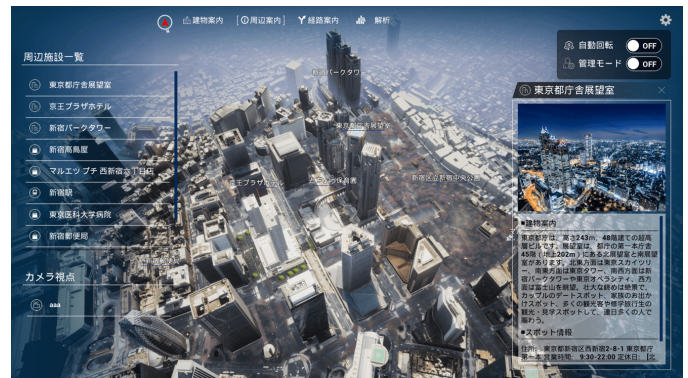 建物案内 [周辺案内] 経路案内 解析
自動回転 OFF
管理モード OFF
周辺施設一覧
東京都庁舎展望室
京王プラザホテル
新宿パークタワー
新宿高島屋
マルエツ プチ 西新宿六丁目店
新宿駅
東京医科大学病院
新宿郵便局
カメラ視点
aaa
新宿パークタワー
東京都庁舎展望室
京王プラザホテル
保育園
新宿区立新宿中央公園
東京都庁舎展望室
■建物案内
東京都庁は、高さ243m、48階建ての超高
層ビルです。展望室は、都庁の第一本庁舎
45階(地上202m)にある北展望室と南展望
室があります。北東方面は東京スカイツリ
ー、南東方面は東京タワー、南西方面は新
宿パークタワーや東京オペラシティ、西方
面は富士山を眺望。壮大な眺めは絶景で、
カップルのデートスポット、家族のお出か
けスポット、多くの観光客や修学旅行生の
観光・見学スポットして、連日多くの人で
賑わう。
■スポット情報
住所: 東京都新宿区西新宿2-8-1 東京都庁
第一本 営業時間: 9:30-22:00 定休日: [北